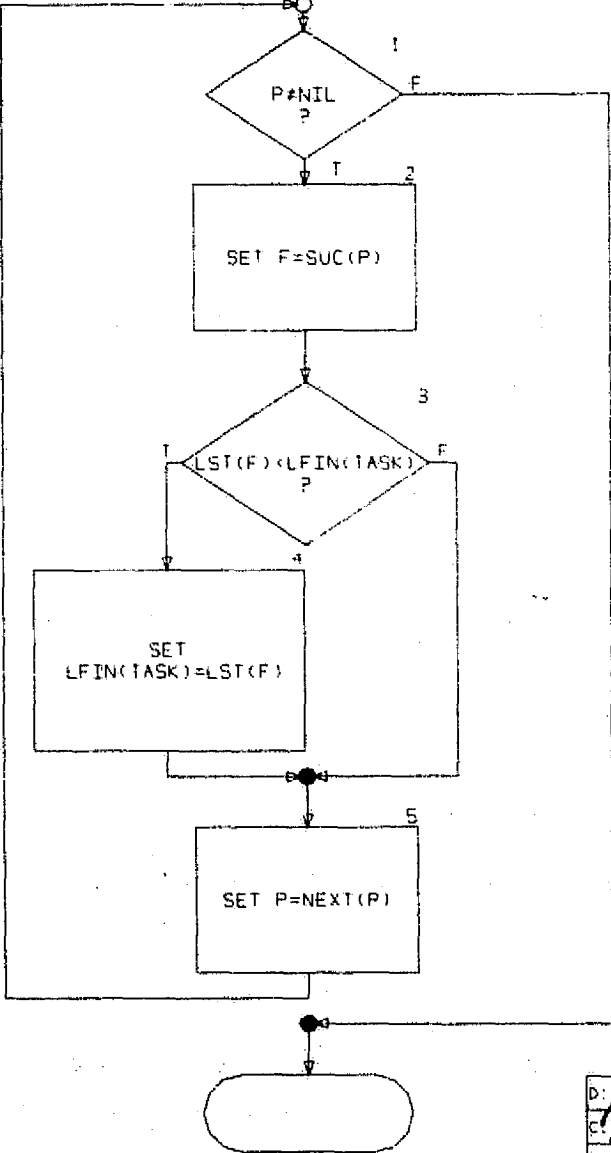 1
P≠NIL
?
F
T
2
SET F=SUC(P)
3
T
LST(F)<LFIN(TASK)
?
F
4
SET
LFIN(TASK)=LST(F)
5
SET P=NEXT(P)
D:
C: